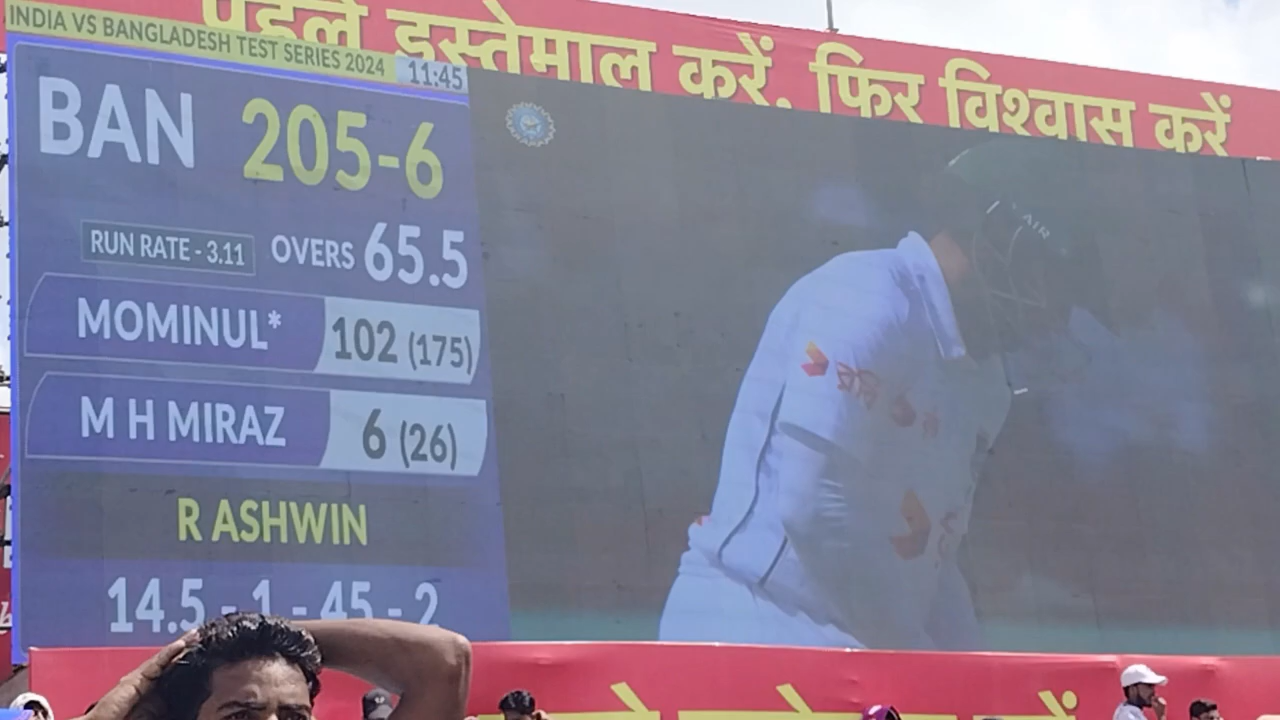 पहले इस्तेमाल करें, फिर विश्वास करें
INDIA VS BANGLADESH TEST SERIES 2024 11:45
BAN 205-6
RUN RATE - 3.11 OVERS 65.5
MOMINUL* 102 (175)
M H MIRAZ 6 (26)
R ASHWIN
14.5 - 1 - 45 - 2